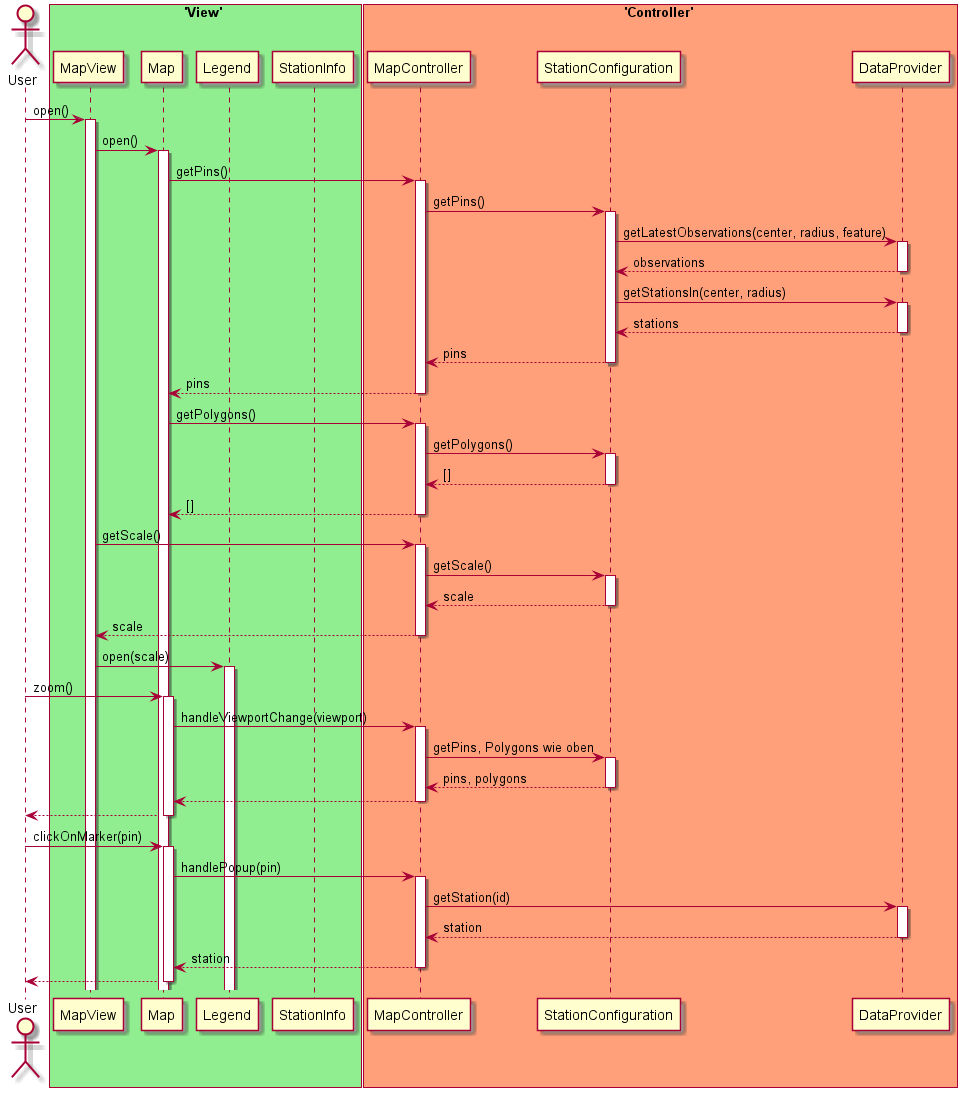 'View'
'Controller'
User
MapView
Map
Legend
StationInfo
MapController
StationConfiguration
DataProvider
open()
open()
getPins()
getPins()
getLatestObservations(center, radius, feature)
observations
getStationsIn(center, radius)
stations
pins
pins
getPolygons()
getPolygons()
[]
[]
getScale()
getScale()
scale
scale
open(scale)
zoom()
handleViewportChange(viewport)
getPins, Polygons wie oben
pins, polygons
clickOnMarker(pin)
handlePopup(pin)
getStation(id)
station
station
User
MapView
Map
Legend
StationInfo
MapController
StationConfiguration
DataProvider